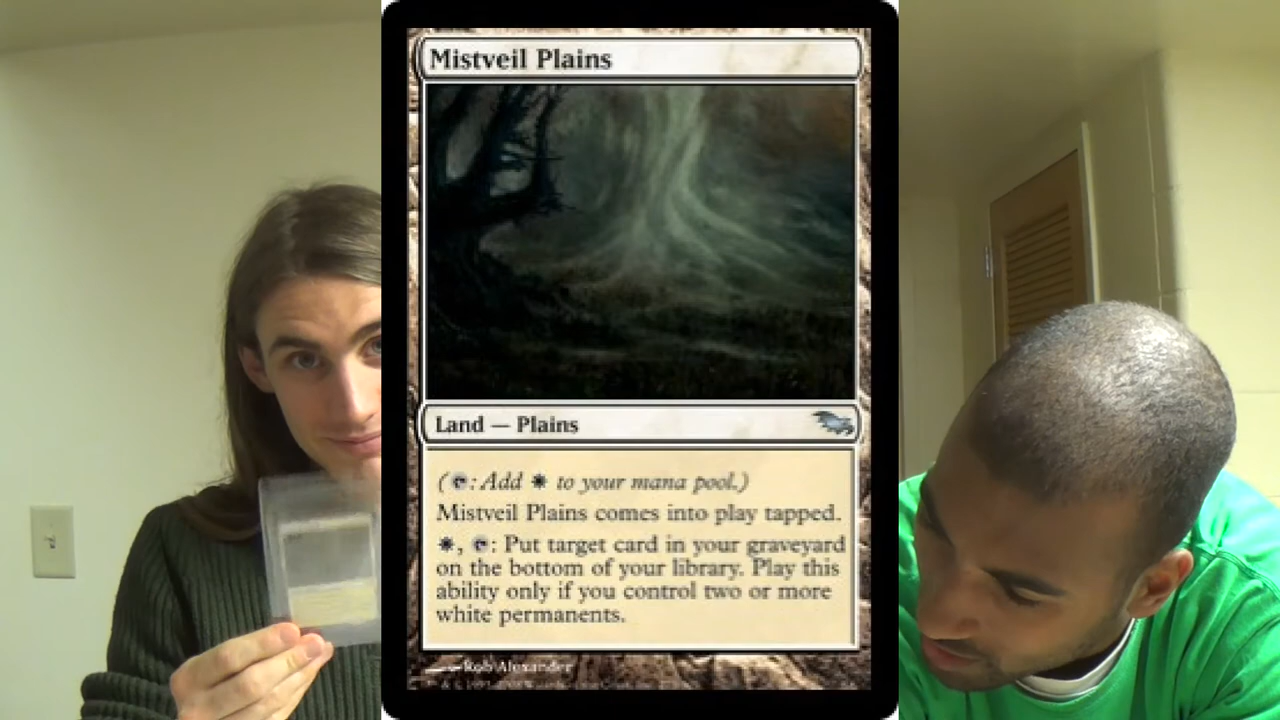 Mistveil Plains
Land — Plains
( :Add to your mana pool.)
Mistveil Plains comes into play tapped.
, : Put target card in your graveyard
on the bottom of your library. Play this
ability only if you control two or more
white permanents.
Rob Alexander